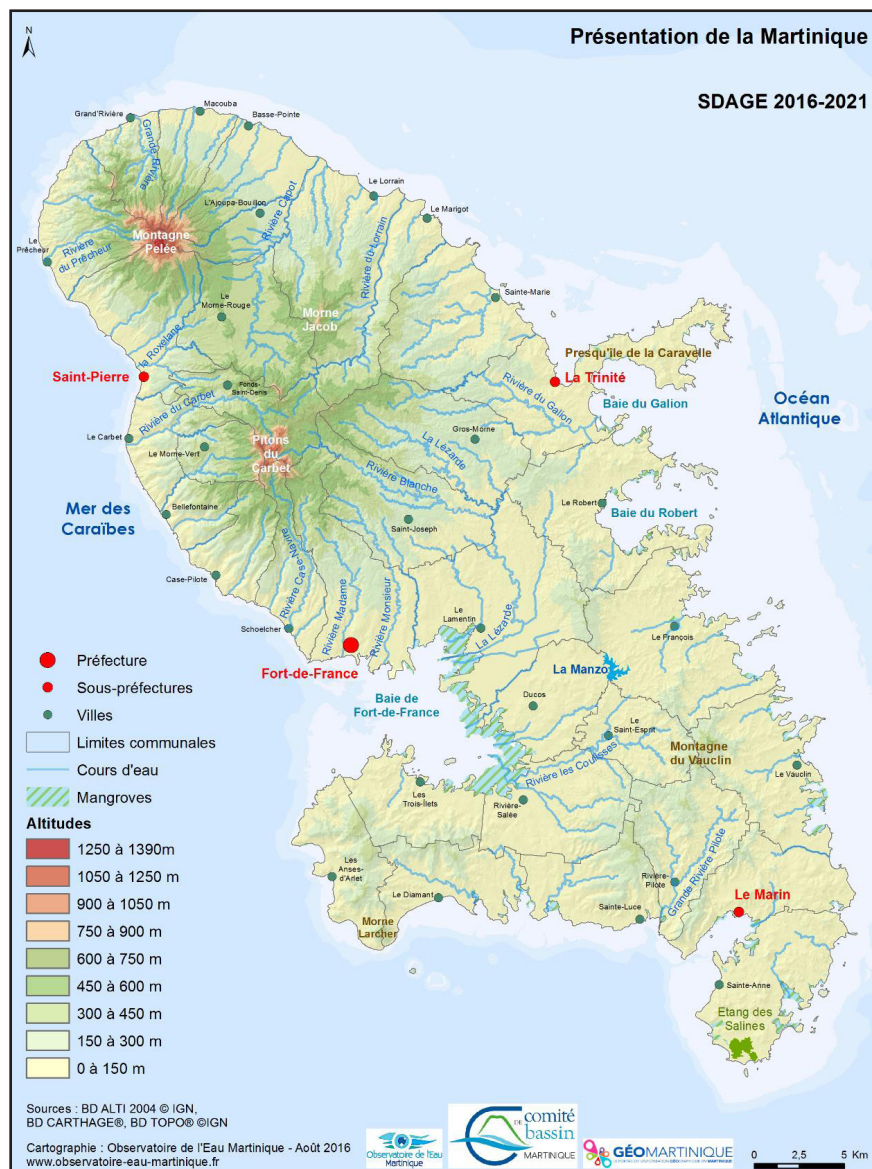 N
Présentation de la Martinique
SDAGE 2016-2021
Macouba
Grand'Rivière
Basse-Pointe
Grande Rivière
L'Ajoupa-Bouillon
Rivière Capot
Le Lorrain
Le Marigot
Montagne
Pelée
Le
Prêcheur
Rivière
du Prêcheur
Rivière du Lorrain
Le
Morne-Rouge
Morne
Jacob
Sainte-Marie
la Roxelane
Presqu'île de la Caravelle
Saint-Pierre
La Trinité
Fonds-
Saint-Denis
Rivière du Galion
Baie du Galion
Océan
Atlantique
Rivière du Carbet
Le Carbet
Le Morne-Vert
Pitons
du
Carbet
Gros-Morne
La Lézarde
Rivière Blanche
Mer des
Caraïbes
Bellefontaine
Saint-Joseph
Le Robert
Baie du Robert
Case-Pilote
Rivière Case-Navire
Rivière Madame
Rivière Monsieur
Schoelcher
Le
Lamentin
La Lézarde
Le François
Fort-de-France
La Manzo
Baie de
Fort-de-France
Ducos
Le
Saint-Esprit
Montagne
du Vauclin
Le Vauclin
Rivière les Coulisses
Les
Trois-Ilets
Rivière-
Salée
Les
Anses-
d'Arlet
Le Diamant
Morne
Larcher
Rivière-
Pilote
Grande Rivière Pilote
Sainte-Luce
Le Marin
Sainte-Anne
Etang des
Salines
Préfecture
Sous-préfectures
Villes
Limites communales
Cours d'eau
Mangroves
Altitudes
1250 à 1390m
1050 à 1250 m
900 à 1050 m
750 à 900 m
600 à 750 m
450 à 600 m
300 à 450 m
150 à 300 m
0 à 150 m
Sources : BD ALTI 2004 © IGN,
BD CARTHAGE®, BD TOPO® ©IGN
Cartographie : Observatoire de l'Eau Martinique - Août 2016
www.observatoire-eau-martinique.fr
Observatoire de l'Eau
Martinique
comité
DE bassin
MARTINIQUE
GÉOMARTINIQUE
0 2,5 5 Km